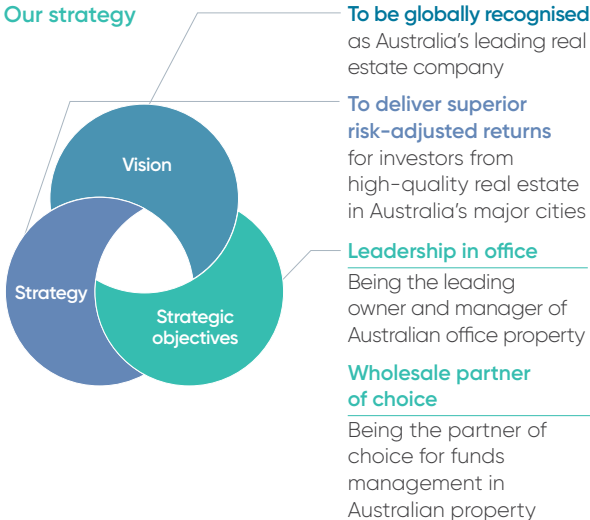 Our strategy
To be globally recognised
as Australia's leading real
estate company
To deliver superior
risk-adjusted returns
for investors from
high-quality real estate
in Australia's major cities
Vision
Strategy
Strategic
objectives
Leadership in office
Being the leading
owner and manager of
Australian office property
Wholesale partner
of choice
Being the partner of
choice for funds
management in
Australian property